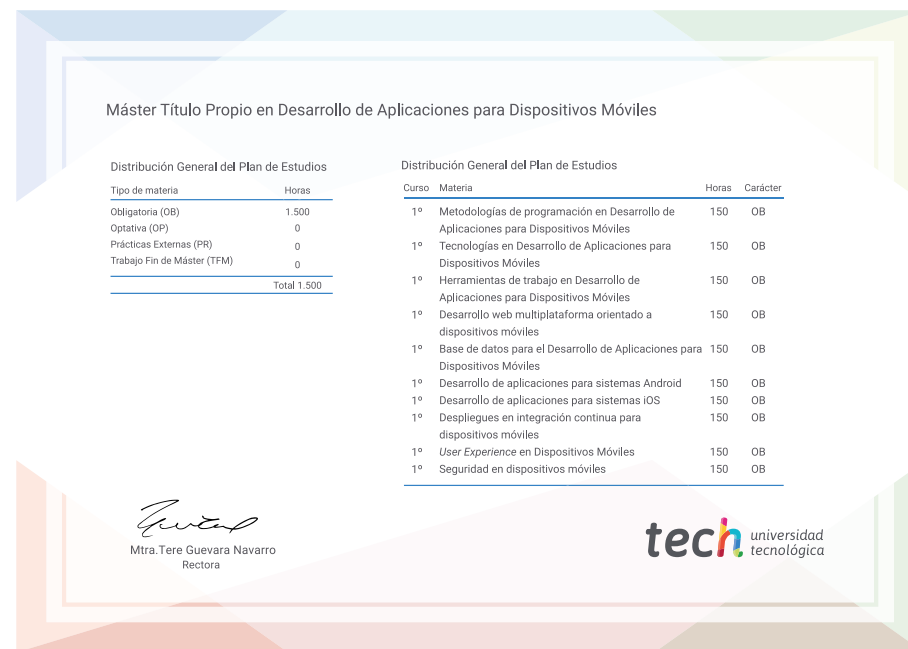 Máster Título Propio en Desarrollo de Aplicaciones para Dispositivos Móviles
Distribución General del Plan de Estudios
Tipo de materia Horas
Obligatoria (OB) 1.500
Optativa (OP) 0
Prácticas Externas (PR) 0
Trabajo Fin de Máster (TFM) 0
Total 1.500
Distribución General del Plan de Estudios
Curso Materia Horas Carácter
1º Metodologías de programación en Desarrollo de 150 OB
Aplicaciones para Dispositivos Móviles
1º Tecnologías en Desarrollo de Aplicaciones para 150 OB
Dispositivos Móviles
1º Herramientas de trabajo en Desarrollo de 150 OB
Aplicaciones para Dispositivos Móviles
1º Desarrollo web multiplataforma orientado a 150 OB
dispositivos móviles
1º Base de datos para el Desarrollo de Aplicaciones para 150 OB
Dispositivos Móviles
1º Desarrollo de aplicaciones para sistemas Android 150 OB
1º Desarrollo de aplicaciones para sistemas iOS 150 OB
1º Despliegues en integración continua para 150 OB
dispositivos móviles
1º User Experience en Dispositivos Móviles 150 OB
1º Seguridad en dispositivos móviles 150 OB
Mtra.Tere Guevara Navarro
Rectora
tech universidad
tecnológica